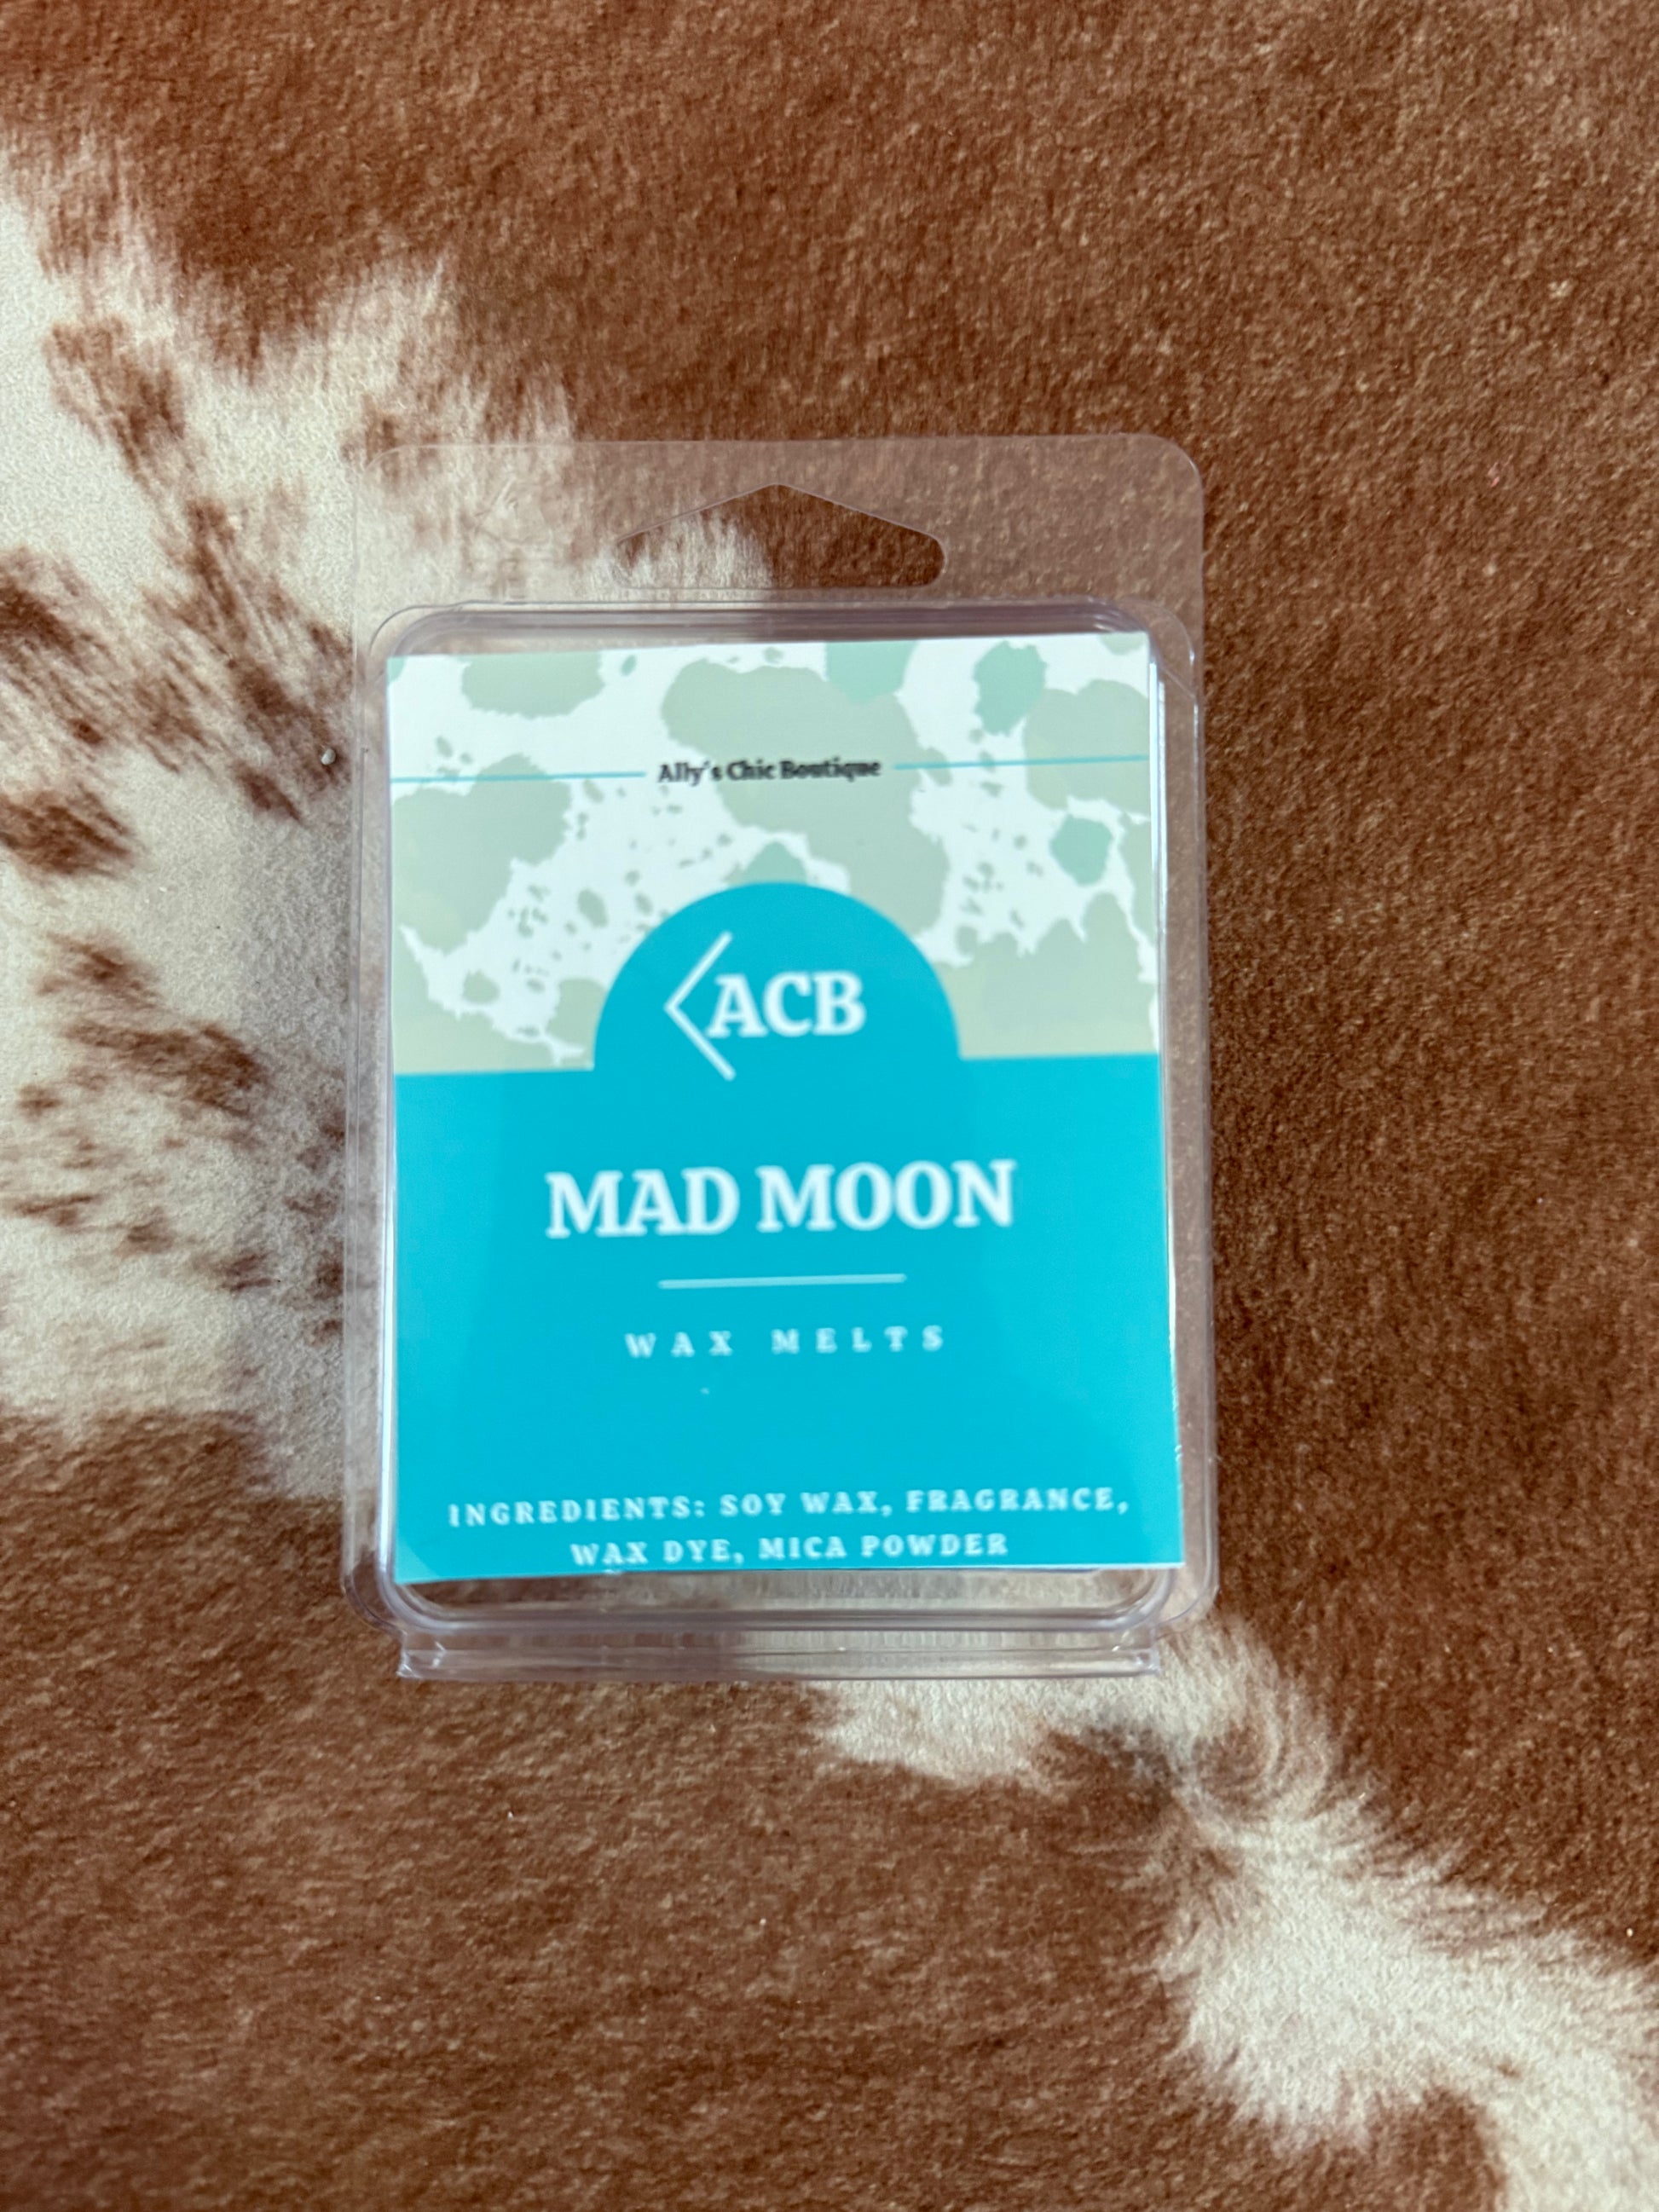 Ally's Chic Boutique
ACB
MAD MOON
WAX MELTS
INGREDIENTS: SOY WAX, FRAGRANCE,
WAX DYE, MICA POWDER